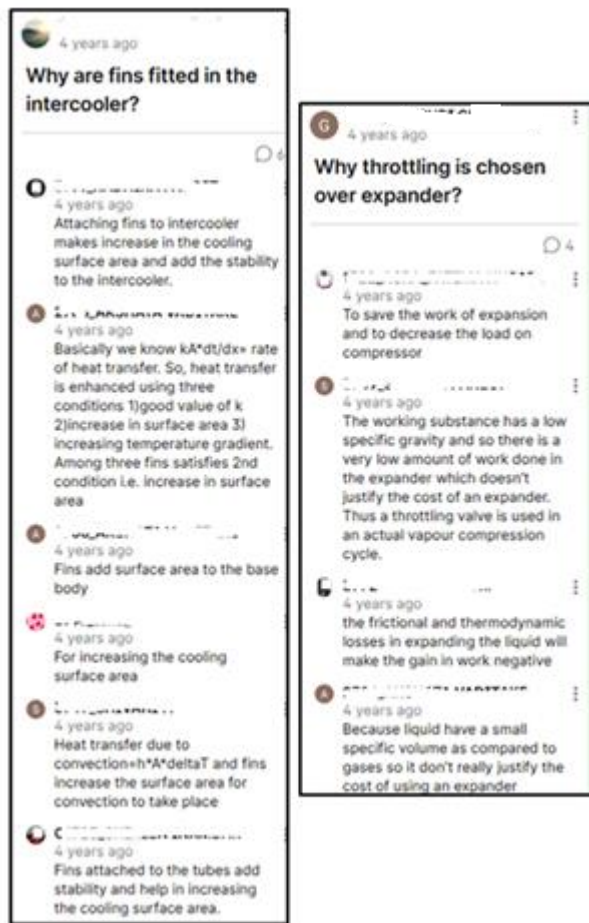 4 years ago
Why are fins fitted in the
intercooler?
6
4 years ago
Attaching fins to intercooler
makes increase in the cooling
surface area and add the stability
to the intercooler.
A
4 years ago
Basically we know kA*dt/dx= rate
of heat transfer. So, heat transfer
is enhanced using three
conditions 1)good value of k
2)increase in surface area 3)
increasing temperature gradient.
Among three fins satisfies 2nd
condition i.e. increase in surface
area
A
4 years ago
Fins add surface area to the base
body
4 years ago
For increasing the cooling
surface area
S
4 years ago
Heat transfer due to
convection=h*A*deltaT and fins
increase the surface area for
convection to take place
4 years ago
Fins attached to the tubes add
stability and help in increasing
the cooling surface area.
G
4 years ago
Why throttling is chosen
over expander?
4
4 years ago
To save the work of expansion
and to decrease the load on
compressor
S
4 years ago
The working substance has a low
specific gravity and so there is a
very low amount of work done in
the expander which doesn't
justify the cost of an expander.
Thus a throttling valve is used in
an actual vapour compression
cycle.
4 years ago
the frictional and thermodynamic
losses in expanding the liquid will
make the gain in work negative
A
4 years ago
Because liquid have a small
specific volume as compared to
gases so it don't really justify the
cost of using an expander